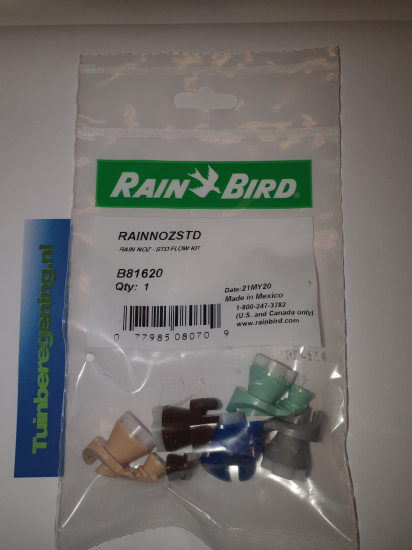 RAIN BIRD®
RAINNOZSTD
RAIN NOZ - STD FLOW KIT
B81620
Qty: 1
Date:21MY20
Made in Mexico
1-800-247-3782
(U.S. and Canada only)
www.rainbird.com
0 77985 08070 9
Tuinberegening.nl